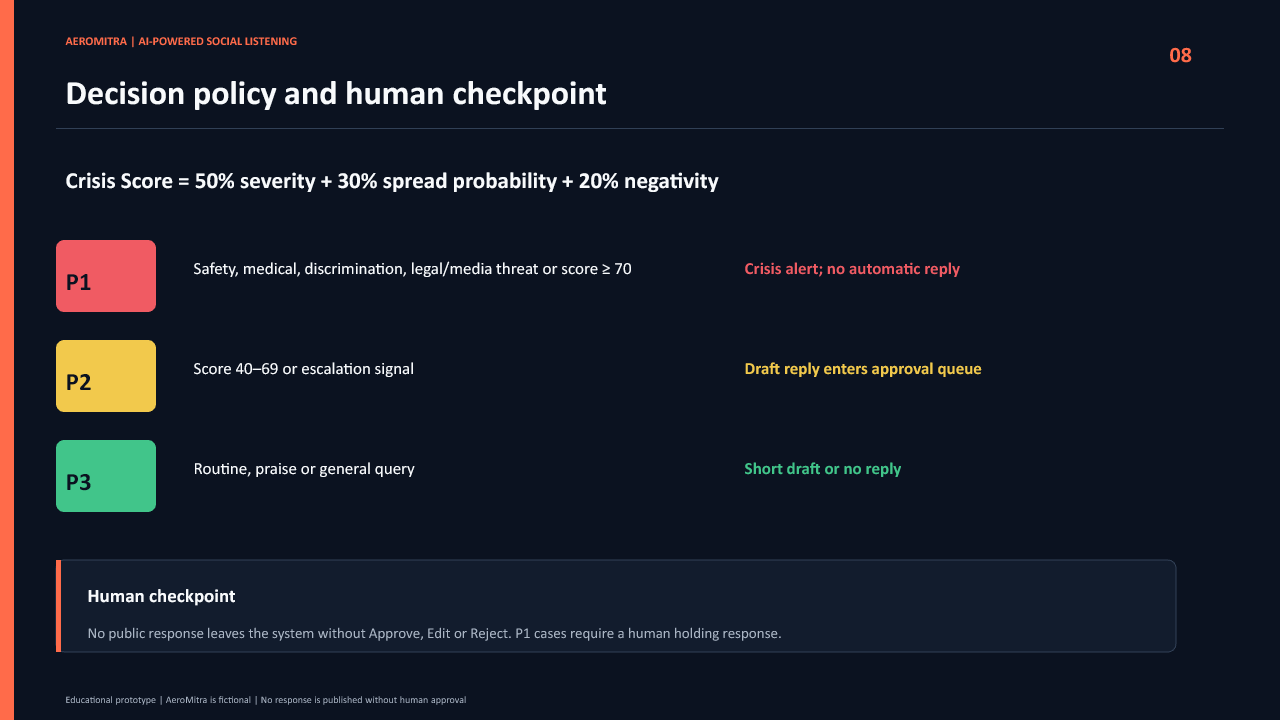 AEROMITRA | AI-POWERED SOCIAL LISTENING
08
Decision policy and human checkpoint
Crisis Score = 50% severity + 30% spread probability + 20% negativity
P1
Safety, medical, discrimination, legal/media threat or score ≥ 70
Crisis alert; no automatic reply
P2
Score 40–69 or escalation signal
Draft reply enters approval queue
P3
Routine, praise or general query
Short draft or no reply
Human checkpoint
No public response leaves the system without Approve, Edit or Reject. P1 cases require a human holding response.
Educational prototype | AeroMitra is fictional | No response is published without human approval